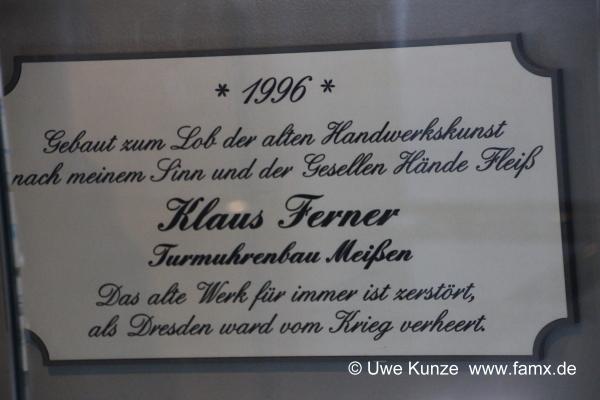 * 1996 *
Gebaut zum Lob der alten Handwerkskunst
nach meinem Sinn und der Gesellen Hände Fleiß
Klaus Ferner
Turmuhrenbau Meißen
Das alte Werk für immer ist zerstört,
als Dresden ward vom Krieg verheert.
© Uwe Kunze www.famx.de